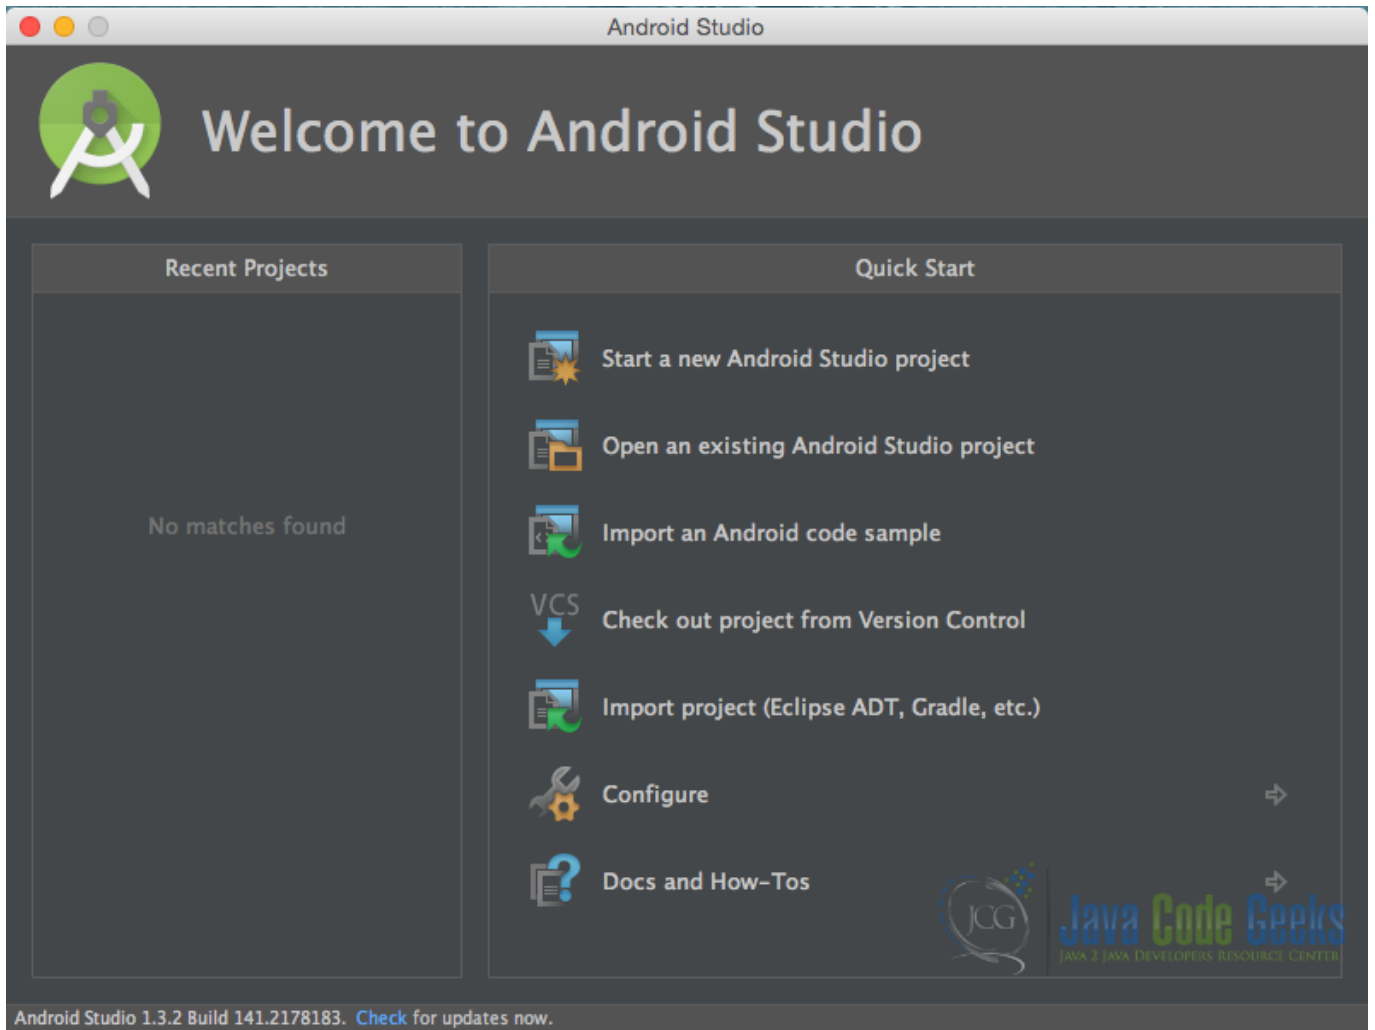 Android Studio
Welcome to Android Studio
Recent Projects
No matches found
Quick Start
Start a new Android Studio project
Open an existing Android Studio project
Import an Android code sample
VCS
Check out project from Version Control
Import project (Eclipse ADT, Gradle, etc.)
Configure
Docs and How-Tos
JCG
Java Code Geeks
JAVA 2 JAVA DEVELOPERS RESOURCE CENTER
Android Studio 1.3.2 Build 141.2178183. Check for updates now.